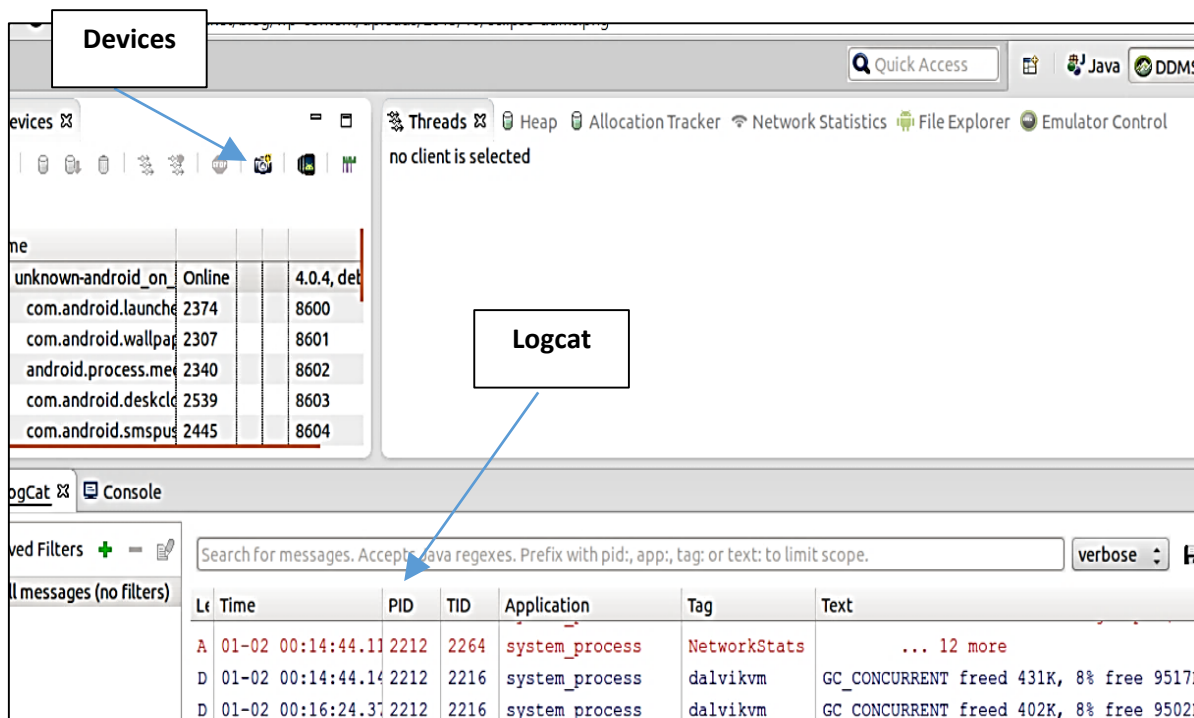 Devices
Quick Access
Java
DDMS
evices
Threads Heap Allocation Tracker Network Statistics File Explorer Emulator Control
no client is selected
me
unknown-android_on_ Online 4.0.4, deb
com.android.launche 2374 8600
com.android.wallpap 2307 8601
android.process.med 2340 8602
com.android.deskclo 2539 8603
com.android.smspus 2445 8604
Logcat
ogCat Console
ved Filters
Search for messages. Accepts Java regexes. Prefix with pid:, app:, tag: or text: to limit scope.
verbose
ll messages (no filters)
Le Time PID TID Application Tag Text
A 01-02 00:14:44.11 2212 2264 system_process NetworkStats ... 12 more
D 01-02 00:14:44.14 2212 2216 system_process dalvikvm GC_CONCURRENT freed 431K, 8% free 9517
D 01-02 00:16:24.37 2212 2216 system_process dalvikvm GC_CONCURRENT freed 402K, 8% free 9502